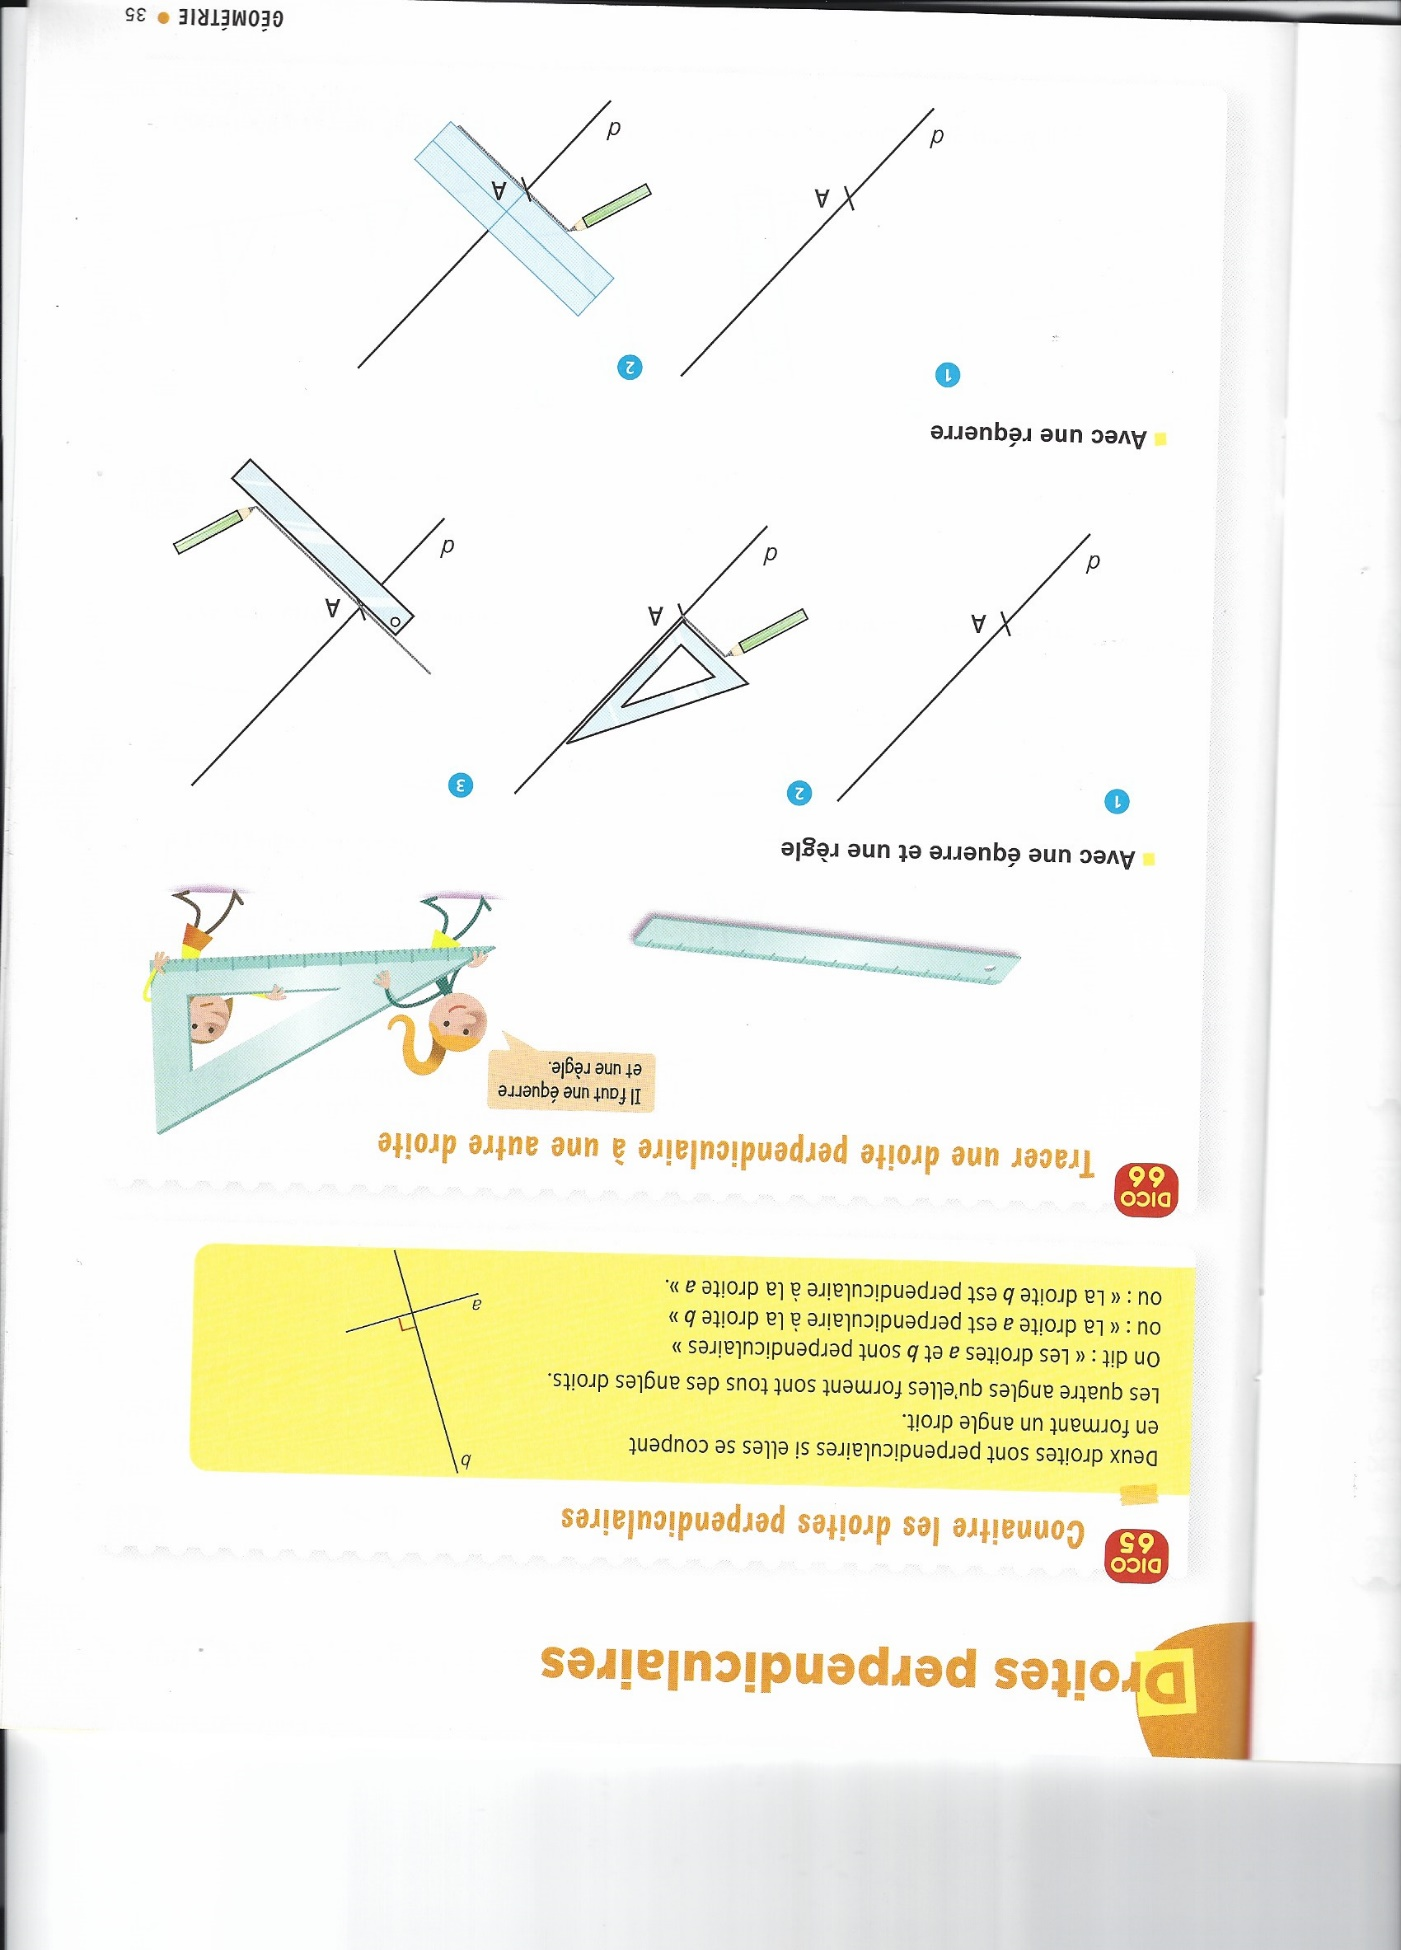 Droites perpendiculaires
DICO
65
Connaitre les droites perpendiculaires
Deux droites sont perpendiculaires si elles se coupent
en formant un angle droit.
Les quatre angles qu'elles forment sont tous des angles droits.
On dit : « Les droites a et b sont perpendiculaires »
ou : « La droite a est perpendiculaire à la droite b »
ou : « La droite b est perpendiculaire à la droite a ».
b
a
DICO
66
Tracer une droite perpendiculaire à une autre droite
Il faut une équerre
et une règle.
Avec une équerre et une règle
1
A
d
2
A
d
3
A
d
Avec une réquerre
1
A
d
2
A
d
GÉOMÉTRIE • 35